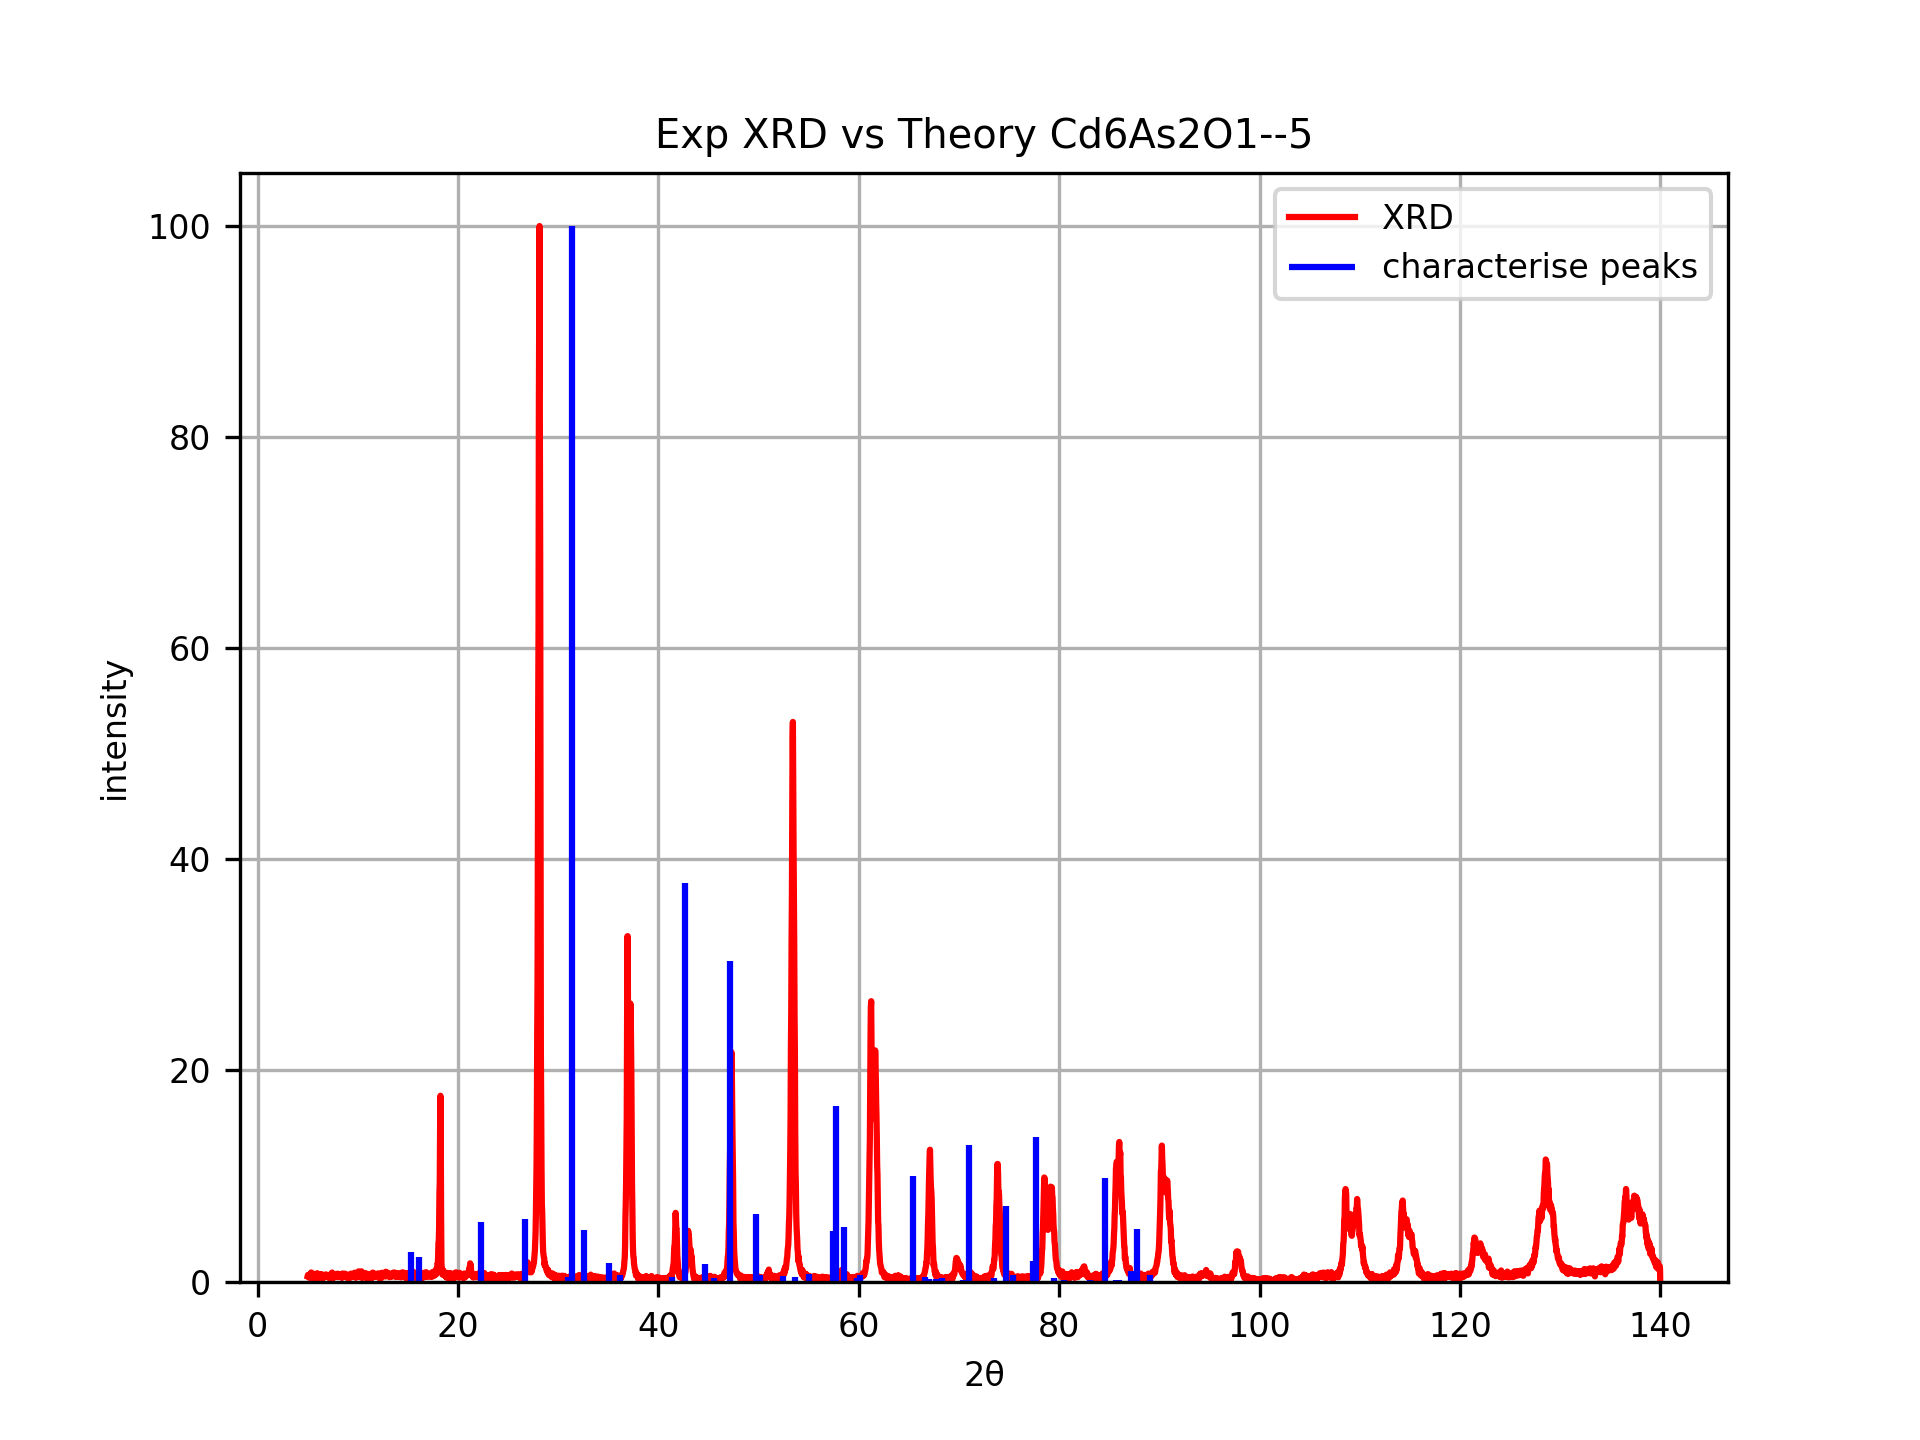 Exp XRD vs Theory Cd6As2O1--5
XRD
characterise peaks
100
80
60
40
20
0
intensity
0 20 40 60 80 100 120 140
2θ